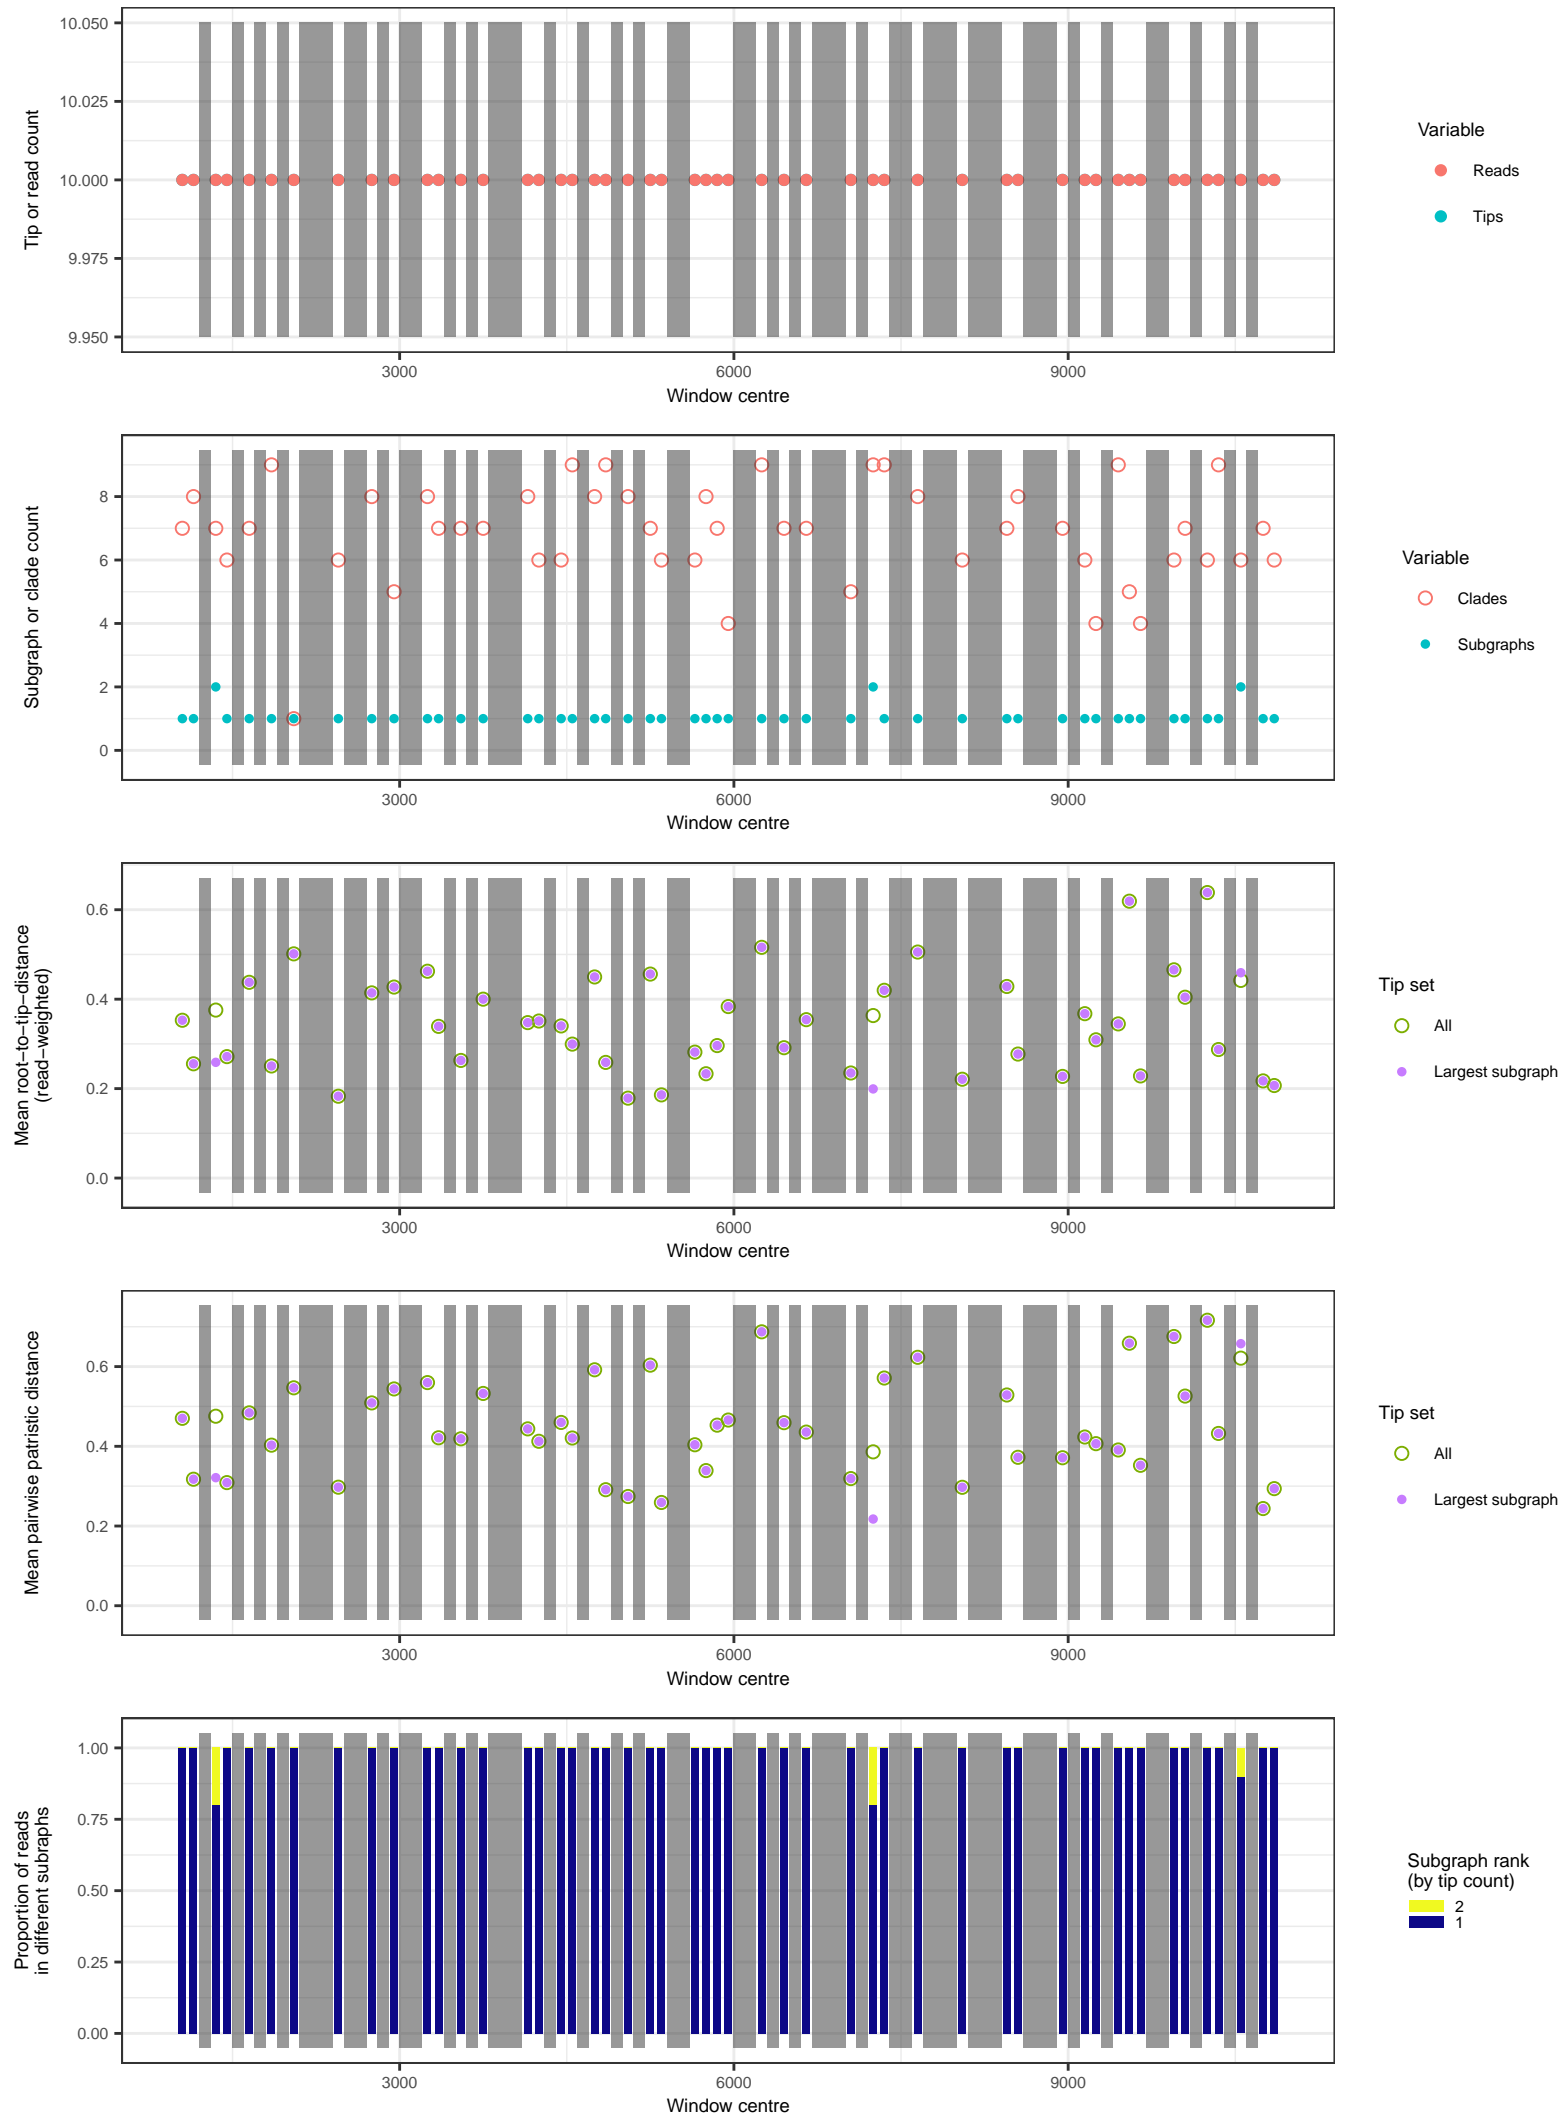 10.050
10.025
10.000
9.975
9.950
Tip or read count
3000
6000
9000
Window centre
Variable
Reads
Tips
8
6
4
2
0
Subgraph or clade count
3000
6000
9000
Window centre
Variable
Clades
Subgraphs
0.6
0.4
0.2
0.0
Mean root−to−tip−distance
(read−weighted)
3000
6000
9000
Window centre
Tip set
All
Largest subgraph
0.6
0.4
0.2
0.0
Mean pairwise patristic distance
3000
6000
9000
Window centre
Tip set
All
Largest subgraph
1.00
0.75
0.50
0.25
0.00
Proportion of reads
in different subraphs
3000
6000
9000
Window centre
Subgraph rank
(by tip count)
2
1